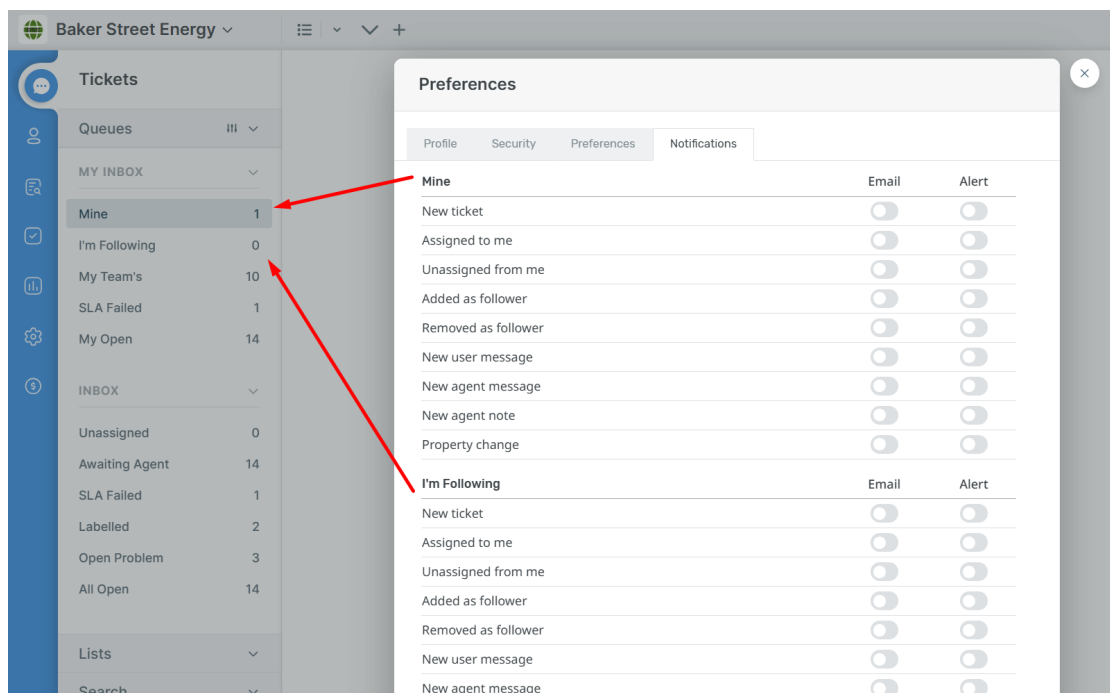 Baker Street Energy
Tickets
Queues
MY INBOX
Mine 1
I'm Following 0
My Team's 10
SLA Failed 1
My Open 14
INBOX
Unassigned 0
Awaiting Agent 14
SLA Failed 1
Labelled 2
Open Problem 3
All Open 14
Lists
Search
Preferences
Profile Security Preferences Notifications
Mine Email Alert
New ticket
Assigned to me
Unassigned from me
Added as follower
Removed as follower
New user message
New agent message
New agent note
Property change
I'm Following Email Alert
New ticket
Assigned to me
Unassigned from me
Added as follower
Removed as follower
New user message
New agent message